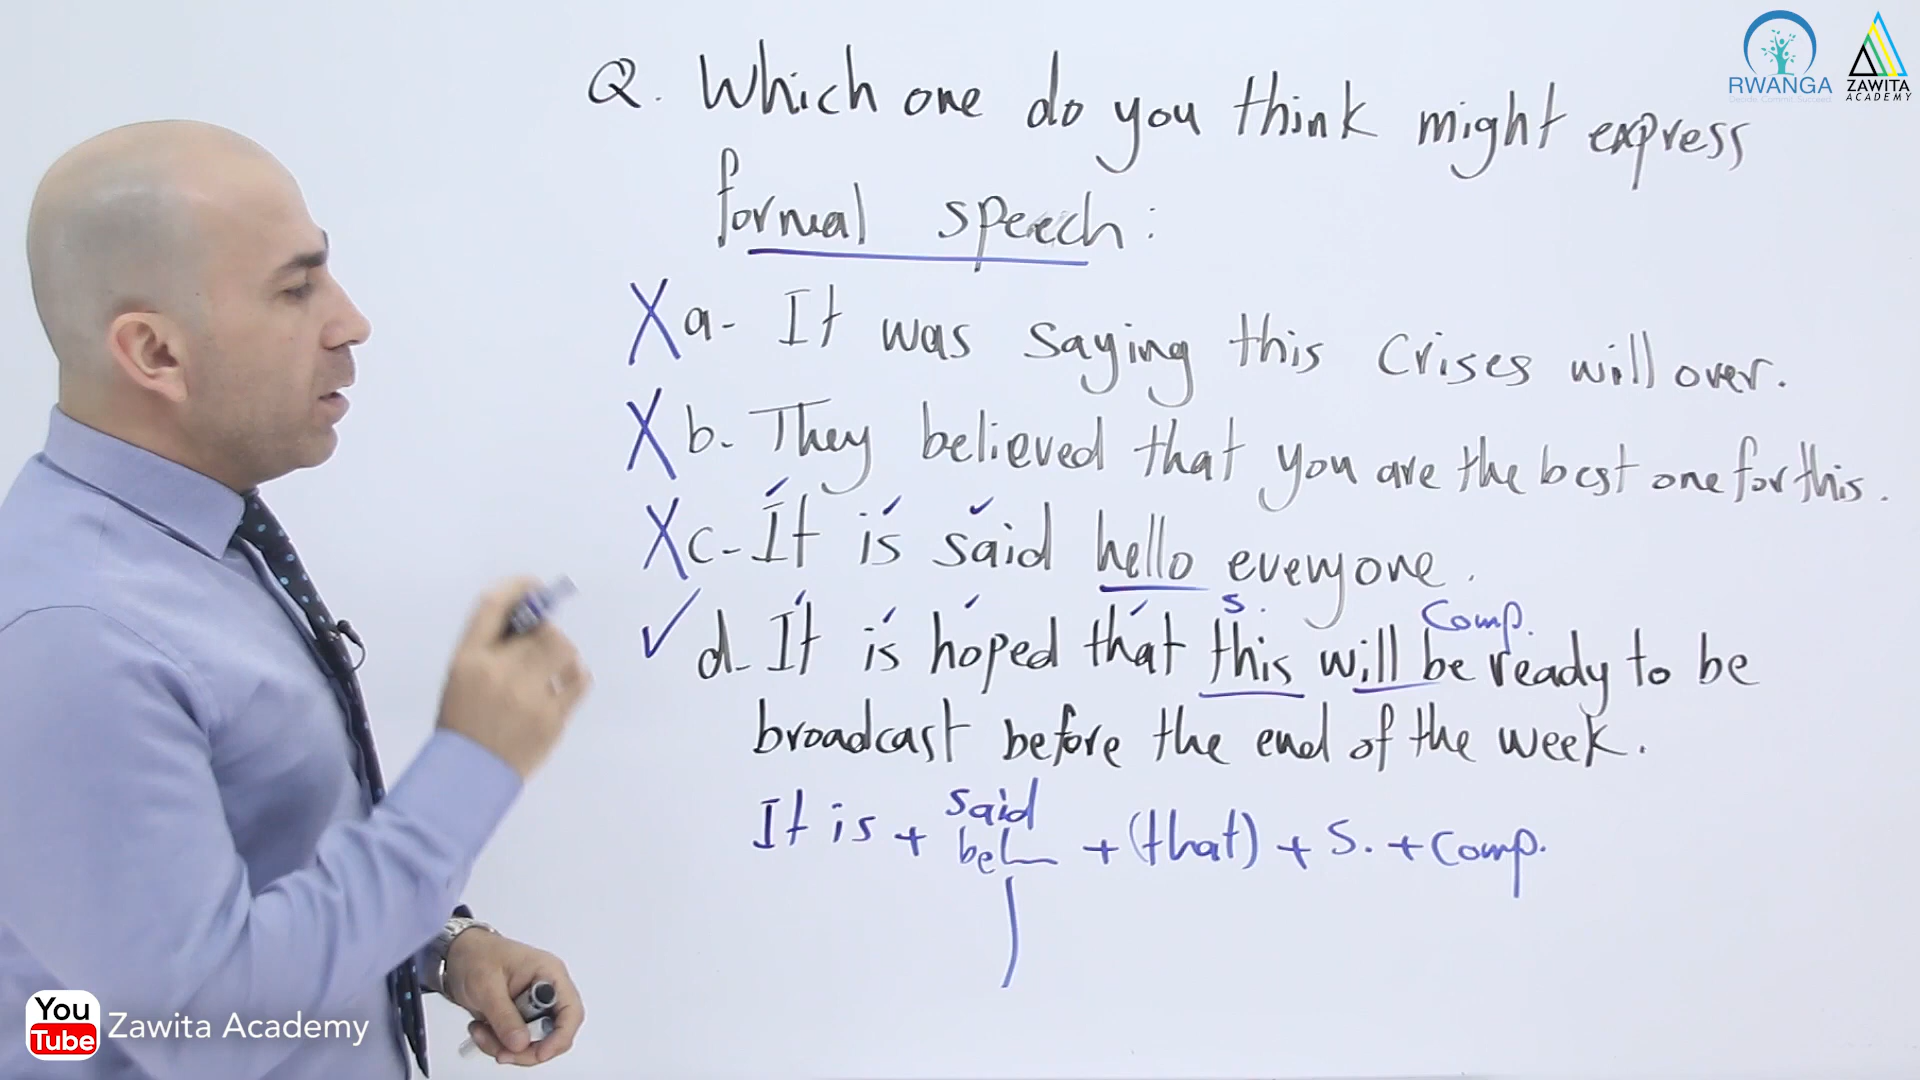 Q. Which one do you think might express
formal speech:
X a- It was saying this Crises will over.
X b- They believed that you are the best one for this.
X c- It is said hello everyone.
S. Comp.
✓ d- It is hoped that this will be ready to be
broadcast before the end of the week.
said
It is + bel + (that) + S. + Comp.
RWANGA
ZAWITA
ACADEMY
You
Tube
Zawita Academy